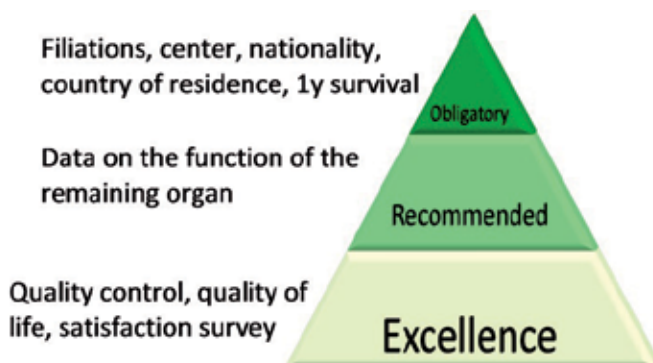 Filiations, center, nationality,
country of residence, 1y survival
Obligatory
Data on the function of the
remaining organ
Recommended
Quality control, quality of
life, satisfaction survey
Excellence